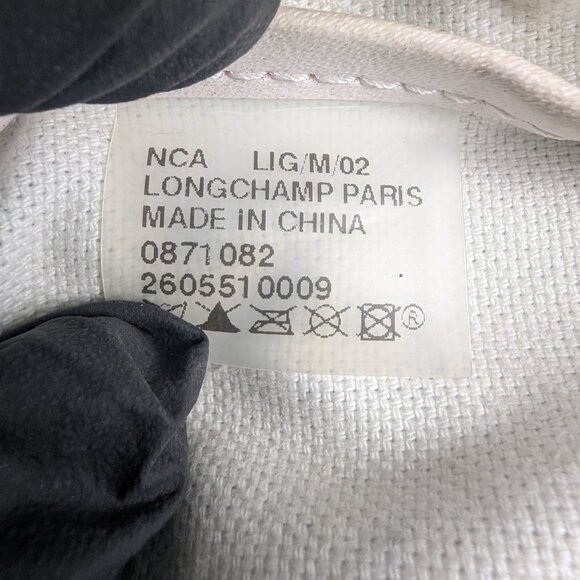 NCA LIG/M/02
LONGCHAMP PARIS
MADE IN CHINA
0871082
2605510009
®